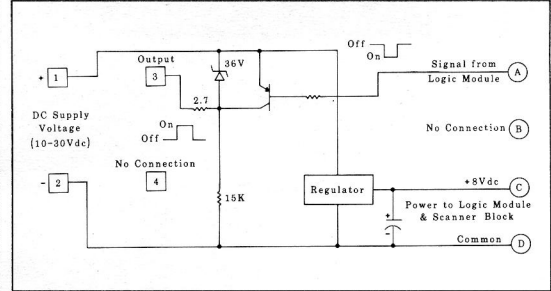 Off
On
Signal from
Logic Module
A
+ 1
Output
3
36V
2.7
DC Supply
Voltage
(10-30Vdc)
On
Off
No Connection B
No Connection
4
- 2
15K
Regulator
+8Vdc
C
Power to Logic Module
& Scanner Block
+
-
Common
D